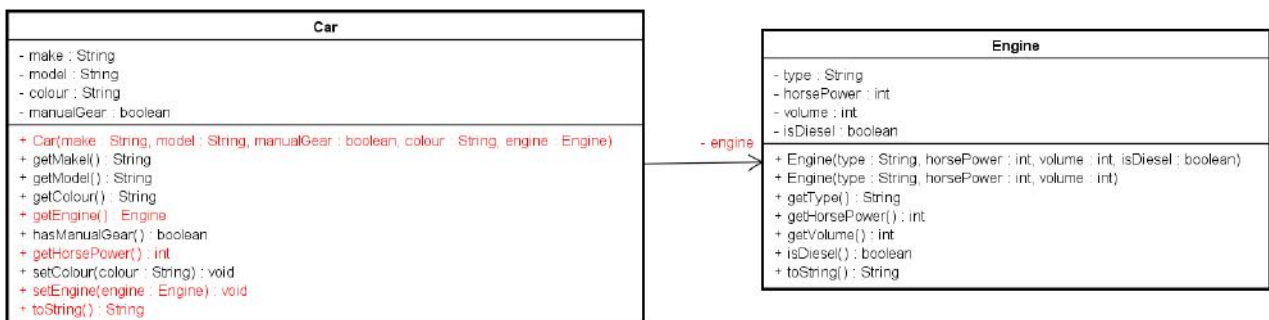 Car
- make : String
- model : String
- colour : String
- manualGear : boolean
+ Car(make : String, model : String, manualGear : boolean, colour : String, engine : Engine)
+ getMakel() : String
+ getModel() : String
+ getColour() : String
+ getEngine() : Engine
+ hasManualGear() : boolean
+ getHorsePower() : int
+ setColour(colour : String) : void
+ setEngine(engine : Engine) : void
+ toString() : String
- engine
Engine
- type : String
- horsePower : int
- volume : int
- isDiesel : boolean
+ Engine(type : String, horsePower : int, volume : int, isDiesel : boolean)
+ Engine(type : String, horsePower : int, volume : int)
+ getType() : String
+ getHorsePower() : int
+ getVolume() : int
+ isDiesel() : boolean
+ toString() : String